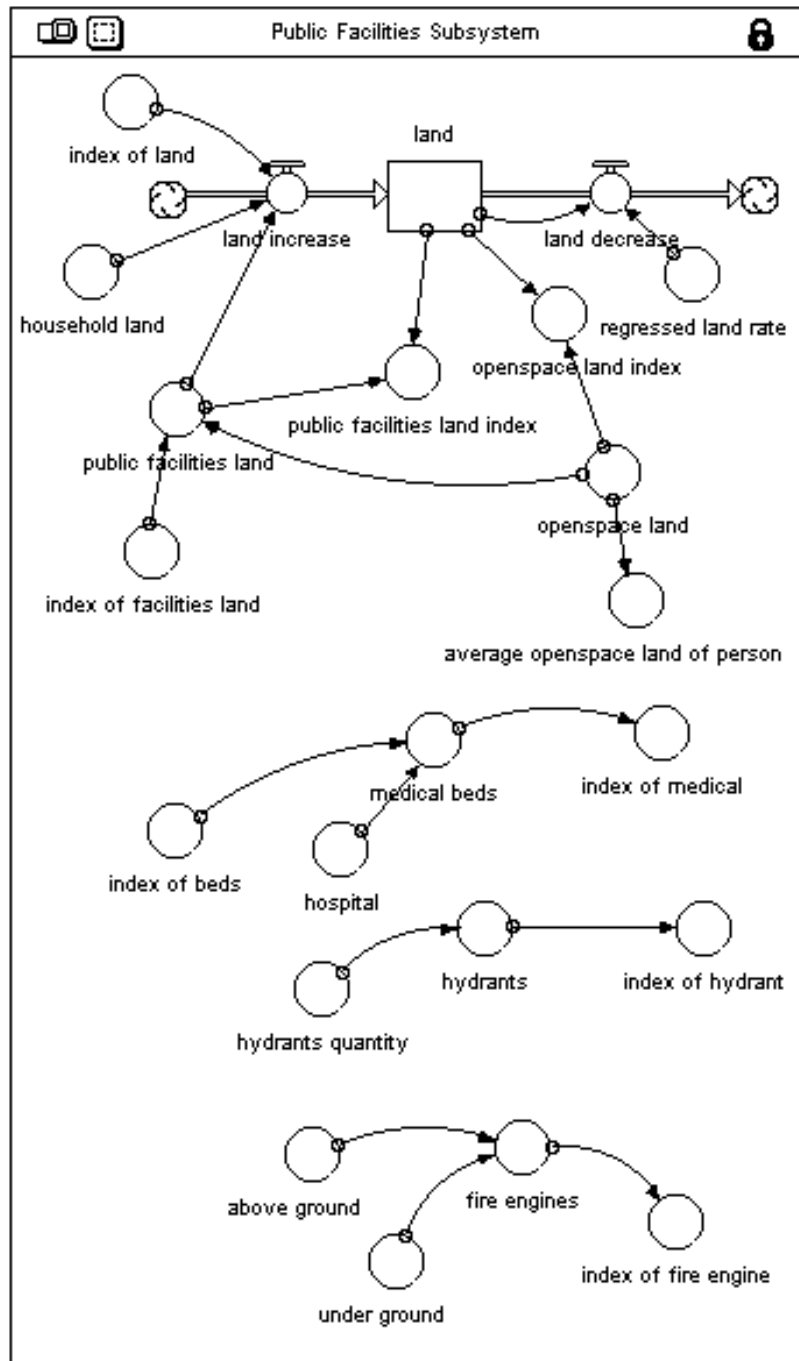 Public Facilities Subsystem
land
index of land
land increase
land decrease
household land
regressed land rate
openspace land index
public facilities land index
public facilities land
openspace land
index of facilities land
average openspace land of person
medical beds
index of medical
index of beds
hospital
hydrants
index of hydrant
hydrants quantity
above ground
fire engines
index of fire engine
under ground